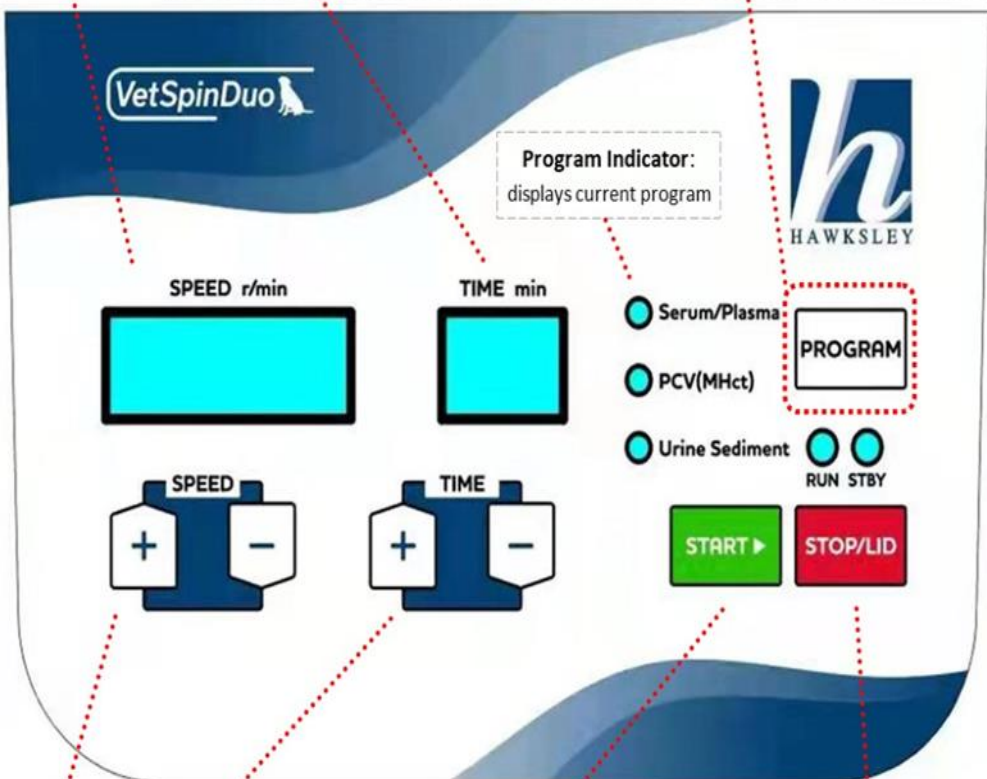 VetSpinDuo
h
HAWKSLEY
Program Indicator:
displays current program
SPEED r/min
TIME min
Serum/Plasma
PROGRAM
PCV(MHct)
Urine Sediment
RUN STBY
SPEED
+ −
TIME
+ −
START ▶
STOP/LID